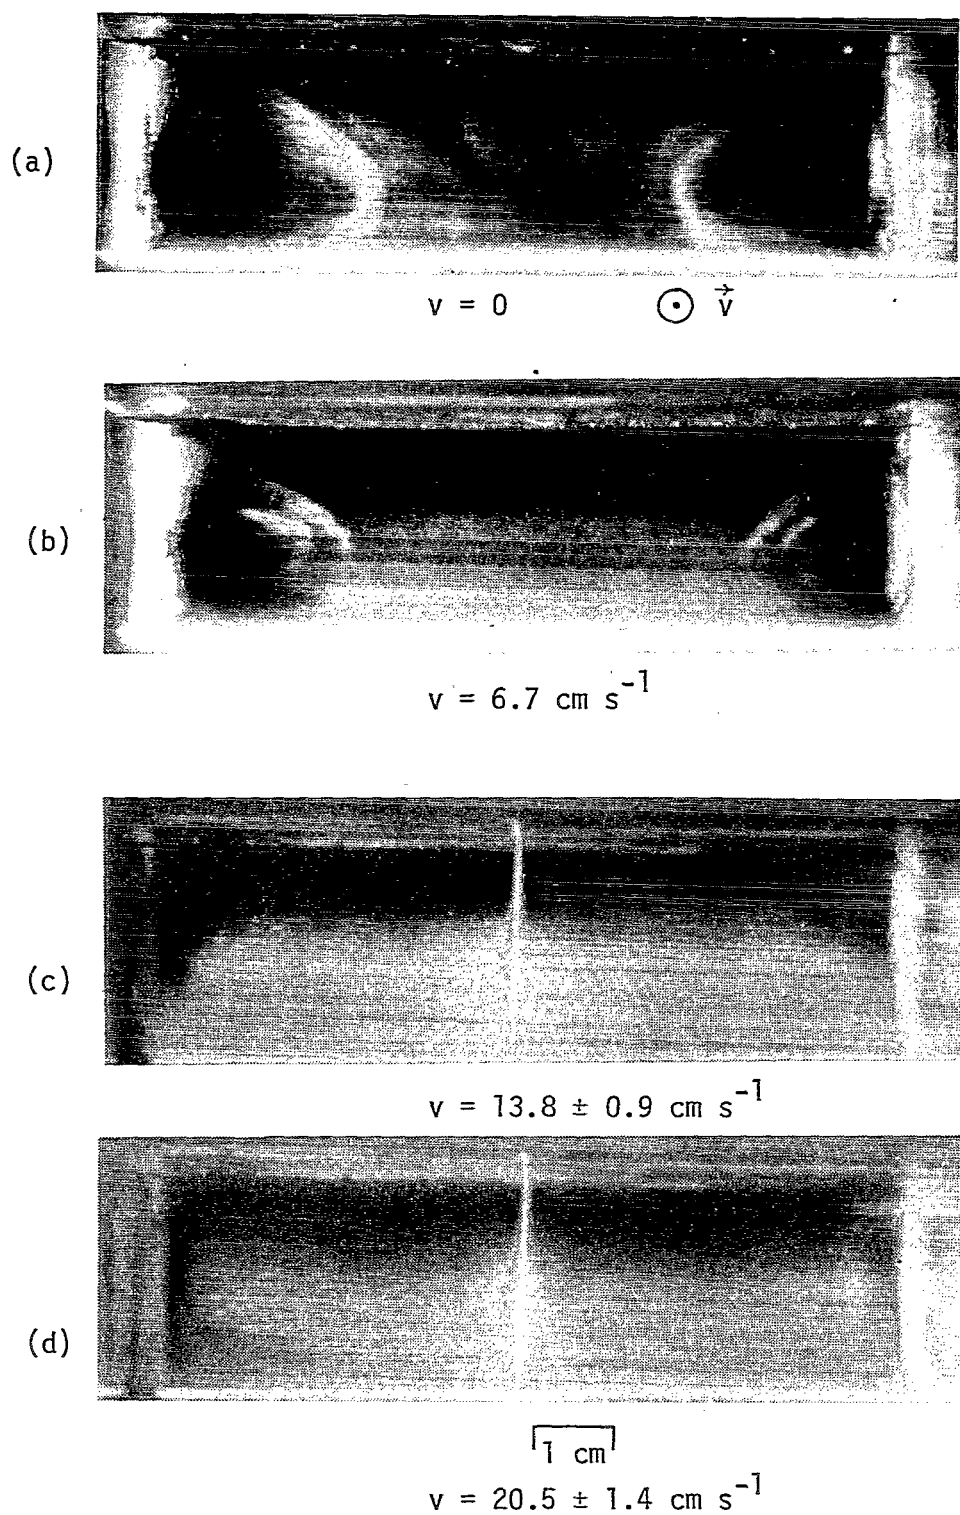 (a)
v = 0 ⊙ v⃗
(b)
v = 6.7 cm s⁻¹
(c)
v = 13.8 ± 0.9 cm s⁻¹
(d)
1 cm
v = 20.5 ± 1.4 cm s⁻¹